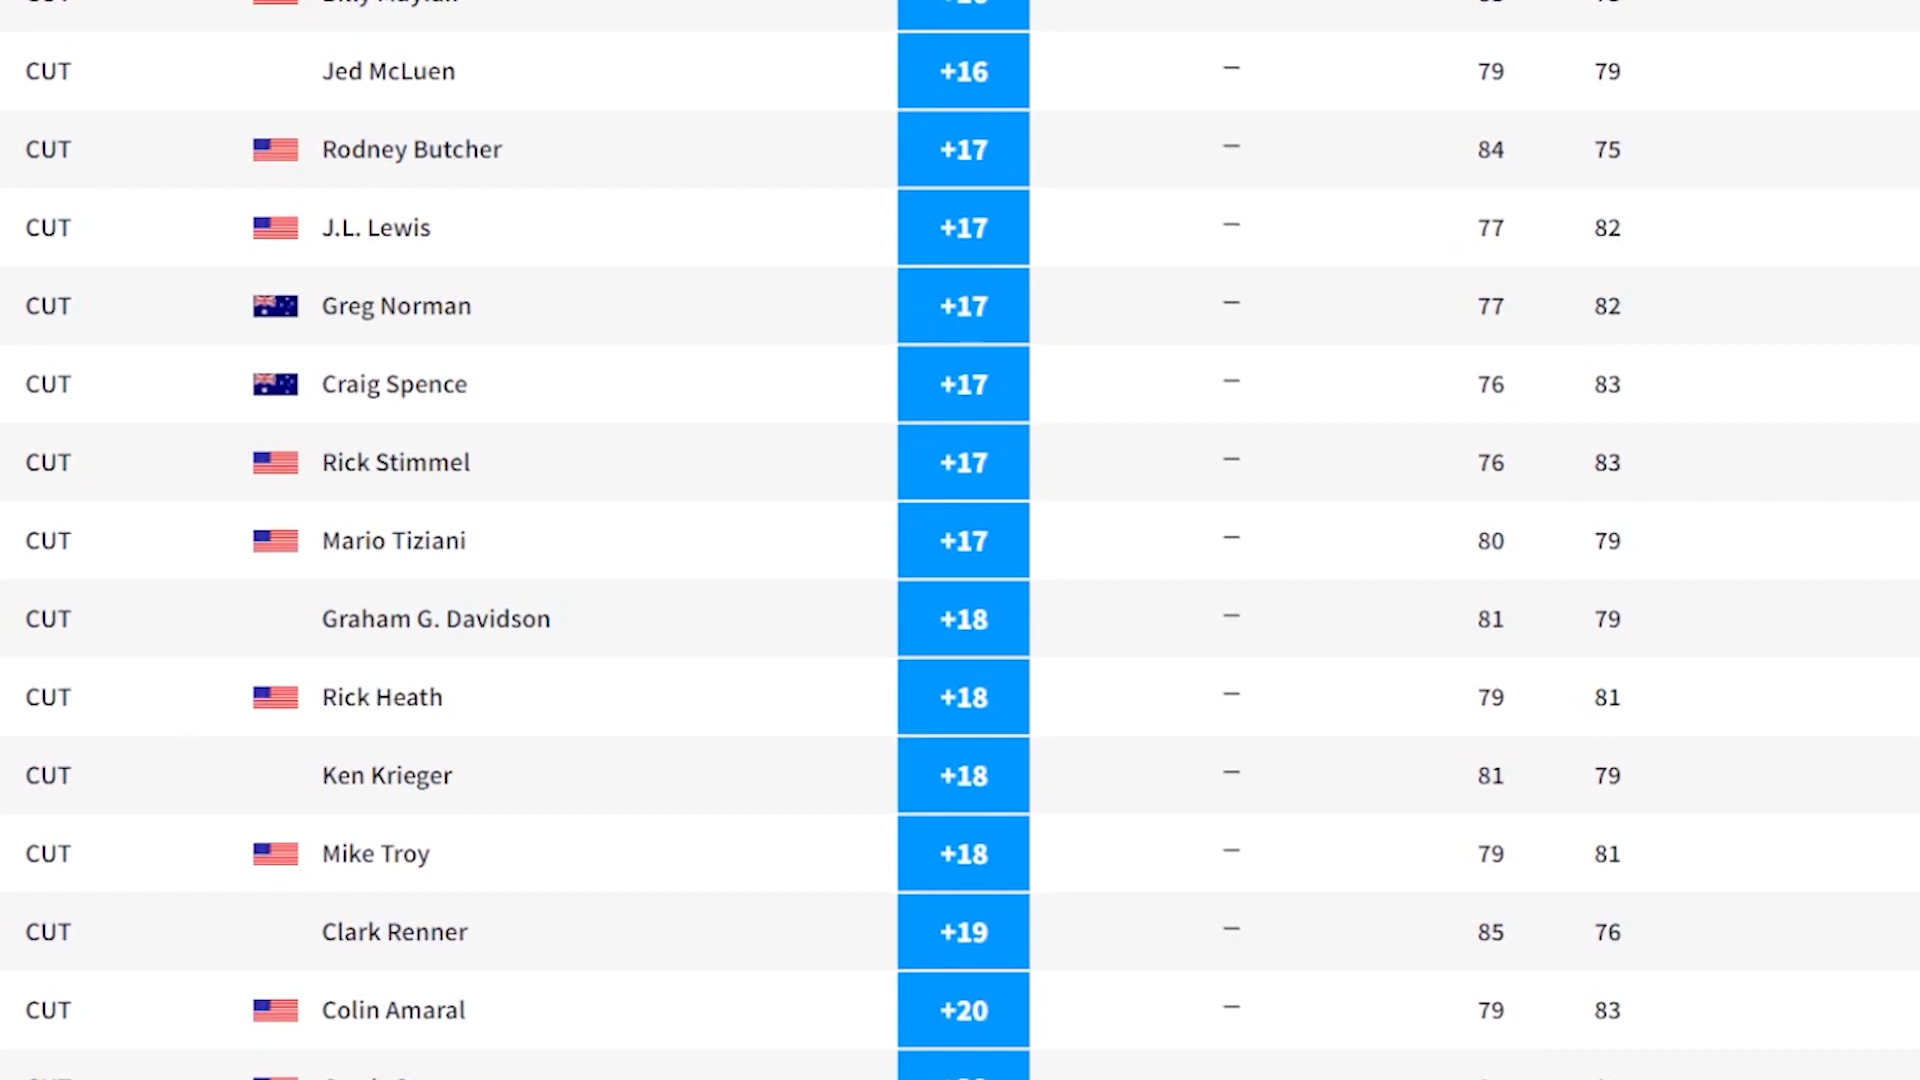 CUT Jed McLuen +16 – 79 79
CUT Rodney Butcher +17 – 84 75
CUT J.L. Lewis +17 – 77 82
CUT Greg Norman +17 – 77 82
CUT Craig Spence +17 – 76 83
CUT Rick Stimmel +17 – 76 83
CUT Mario Tiziani +17 – 80 79
CUT Graham G. Davidson +18 – 81 79
CUT Rick Heath +18 – 79 81
CUT Ken Krieger +18 – 81 79
CUT Mike Troy +18 – 79 81
CUT Clark Renner +19 – 85 76
CUT Colin Amaral +20 – 79 83